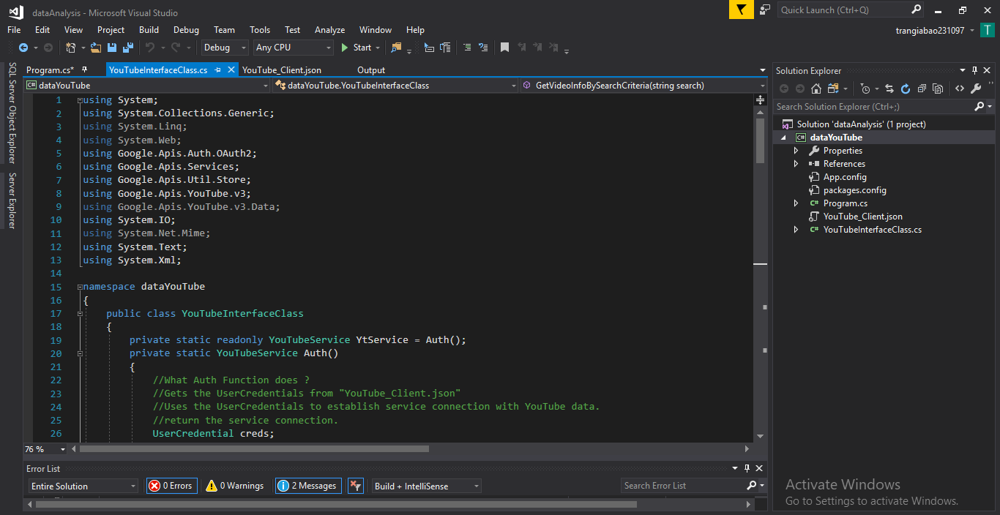 dataAnalysis - Microsoft Visual Studio
Quick Launch (Ctrl+Q)
File Edit View Project Build Debug Team Tools Test Analyze Window Help
trangiabao231097
T
Debug Any CPU Start
SQL Server Object Explorer
Server Explorer
Program.cs* YouTubeInterfaceClass.cs YouTube_Client.json Output
C# dataYouTube dataYouTube.YouTubeInterfaceClass GetVideoInfoBySearchCriteria(string search)
1 using System;
2 using System.Collections.Generic;
3 using System.Linq;
4 using System.Web;
5 using Google.Apis.Auth.OAuth2;
6 using Google.Apis.Services;
7 using Google.Apis.Util.Store;
8 using Google.Apis.YouTube.v3;
9 using Google.Apis.YouTube.v3.Data;
10 using System.IO;
11 using System.Net.Mime;
12 using System.Text;
13 using System.Xml;
14
15 namespace dataYouTube
16 {
17 public class YouTubeInterfaceClass
18 {
19 private static readonly YouTubeService YtService = Auth();
20 private static YouTubeService Auth()
21 {
22 //What Auth Function does ?
23 //Gets the UserCredentials from "YouTube_Client.json"
24 //Uses the UserCredentials to establish service connection with YouTube data.
25 //return the service connection.
26 UserCredential creds;
76 %
Error List
Entire Solution 0 Errors 0 Warnings 2 Messages Build + IntelliSense Search Error List
Solution Explorer
Search Solution Explorer (Ctrl+;)
Solution 'dataAnalysis' (1 project)
C# dataYouTube
Properties
References
App.config
packages.config
C# Program.cs
YouTube_Client.json
C# YouTubeInterfaceClass.cs
Activate Windows
Go to Settings to activate Windows.